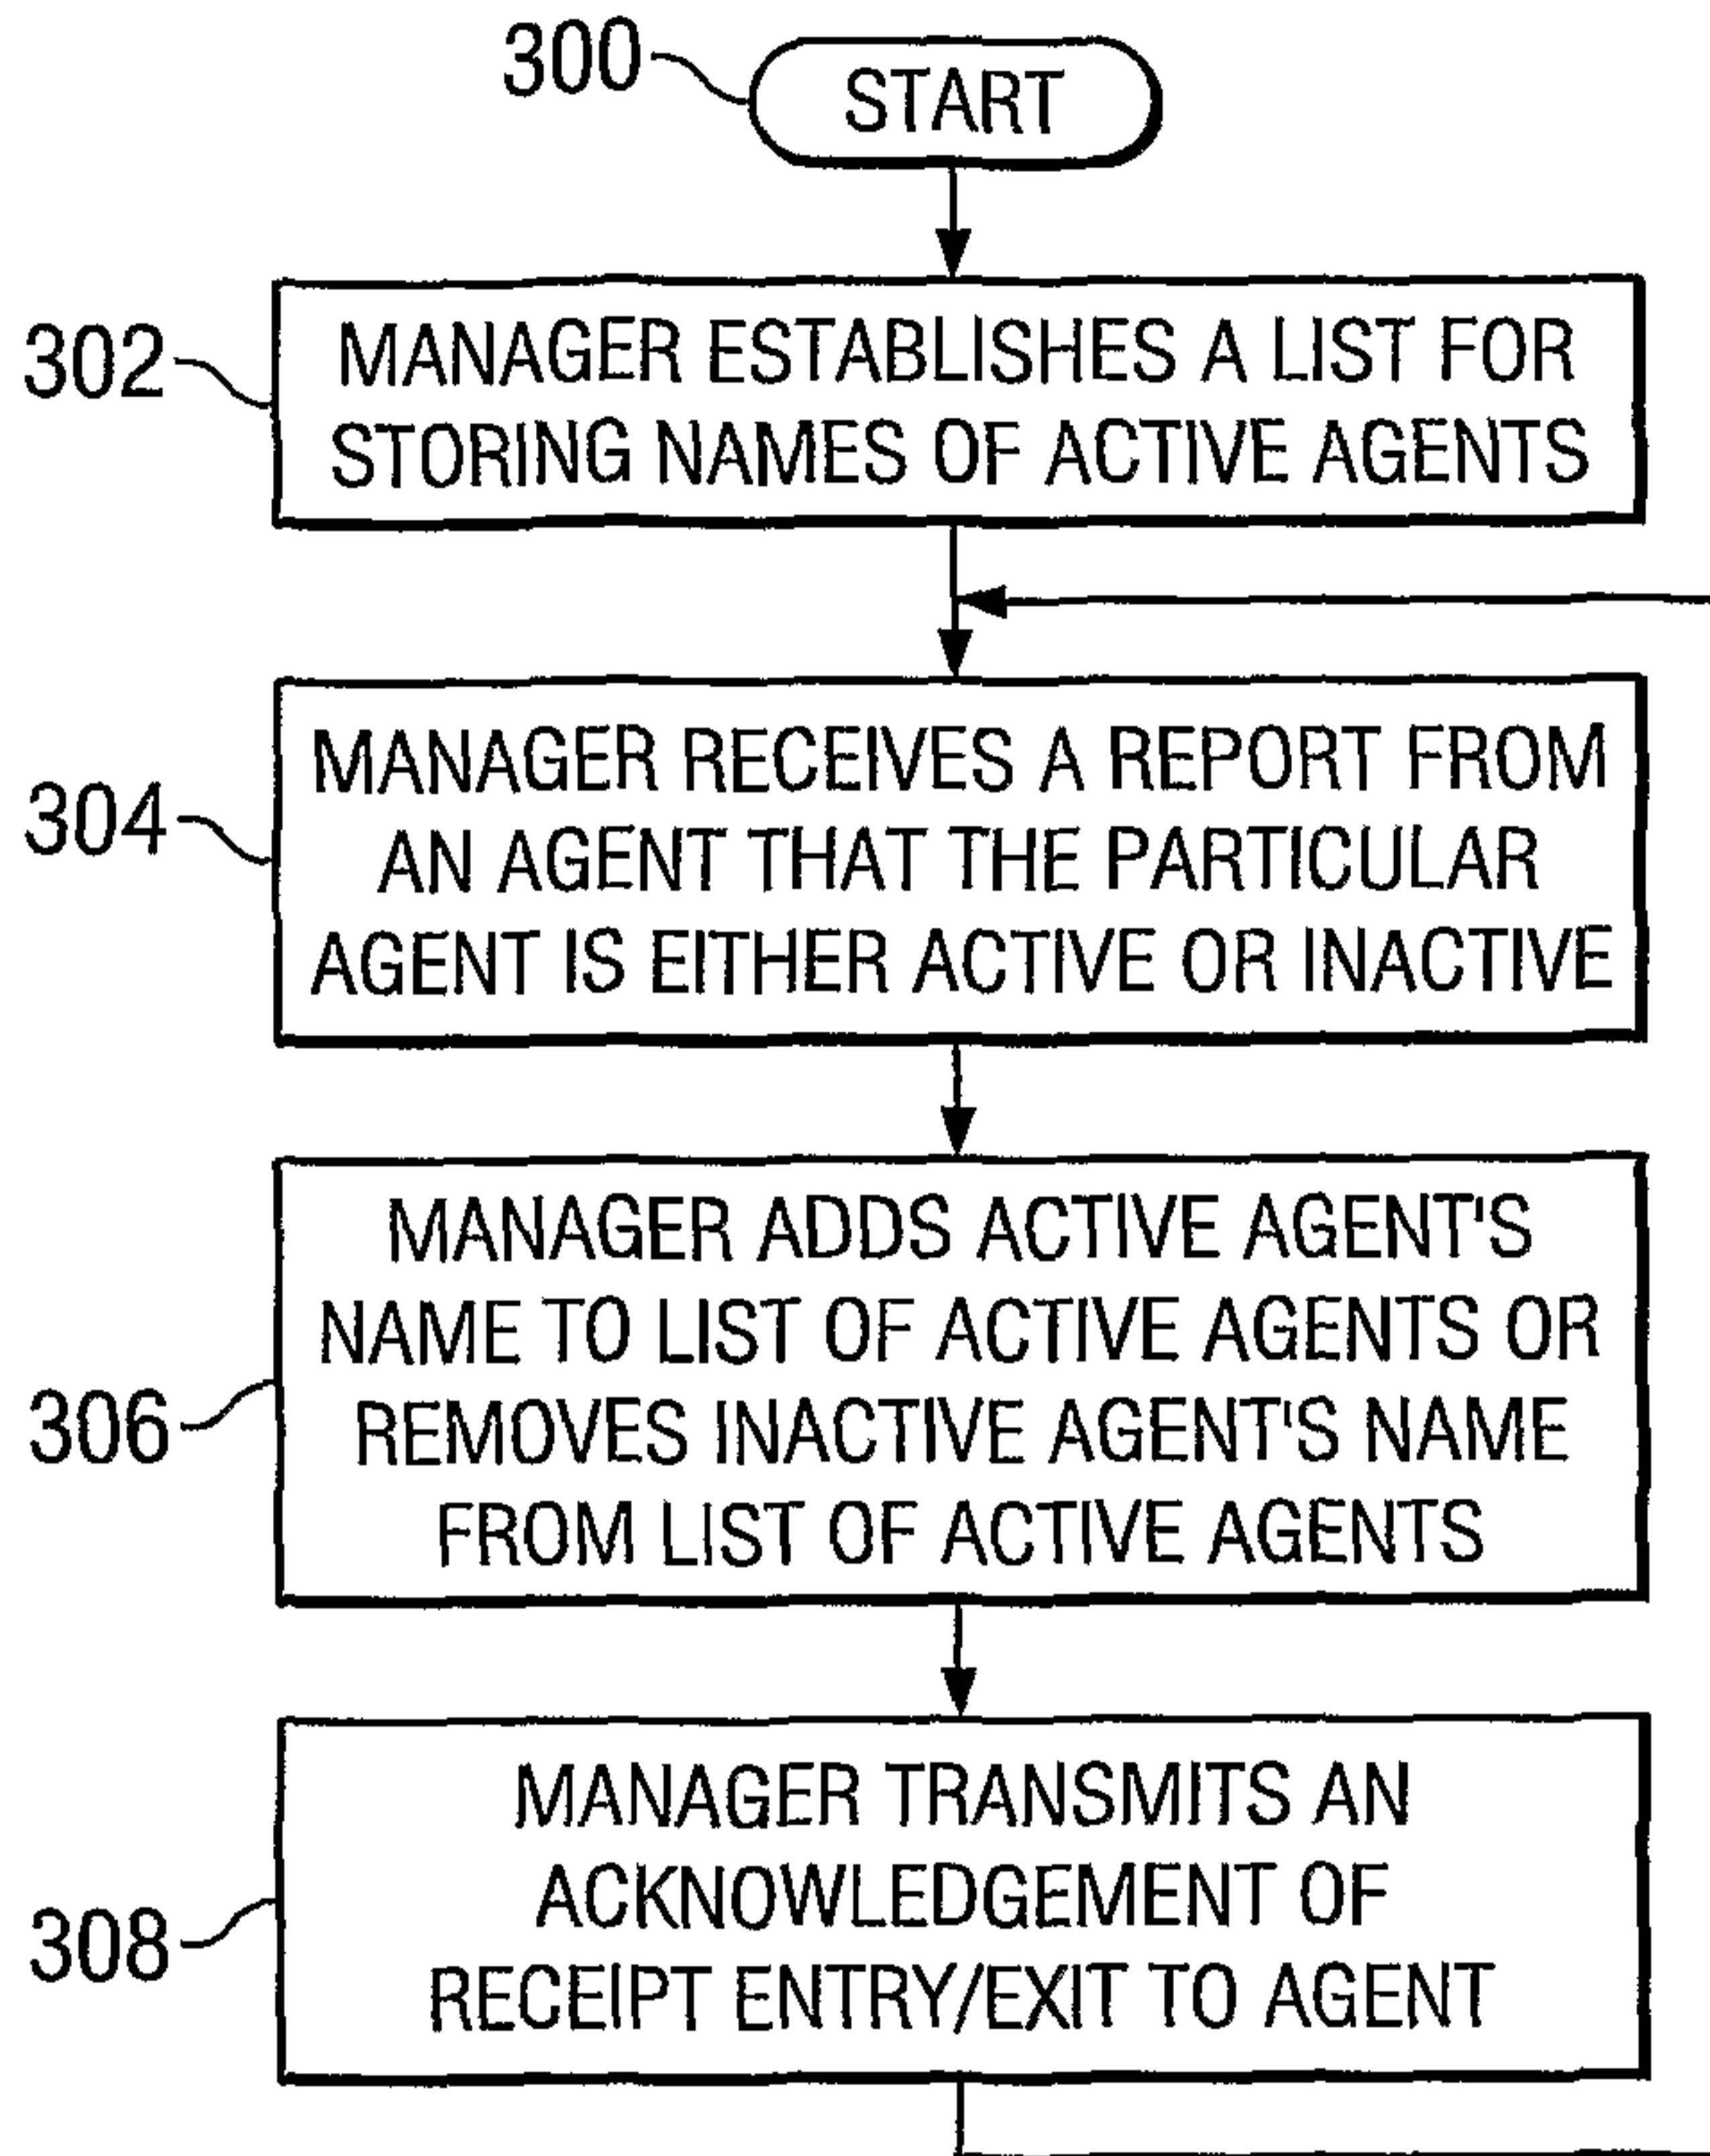 300
START
302
MANAGER ESTABLISHES A LIST FOR
STORING NAMES OF ACTIVE AGENTS
304
MANAGER RECEIVES A REPORT FROM
AN AGENT THAT THE PARTICULAR
AGENT IS EITHER ACTIVE OR INACTIVE
306
MANAGER ADDS ACTIVE AGENT'S
NAME TO LIST OF ACTIVE AGENTS OR
REMOVES INACTIVE AGENT'S NAME
FROM LIST OF ACTIVE AGENTS
308
MANAGER TRANSMITS AN
ACKNOWLEDGEMENT OF
RECEIPT ENTRY/EXIT TO AGENT